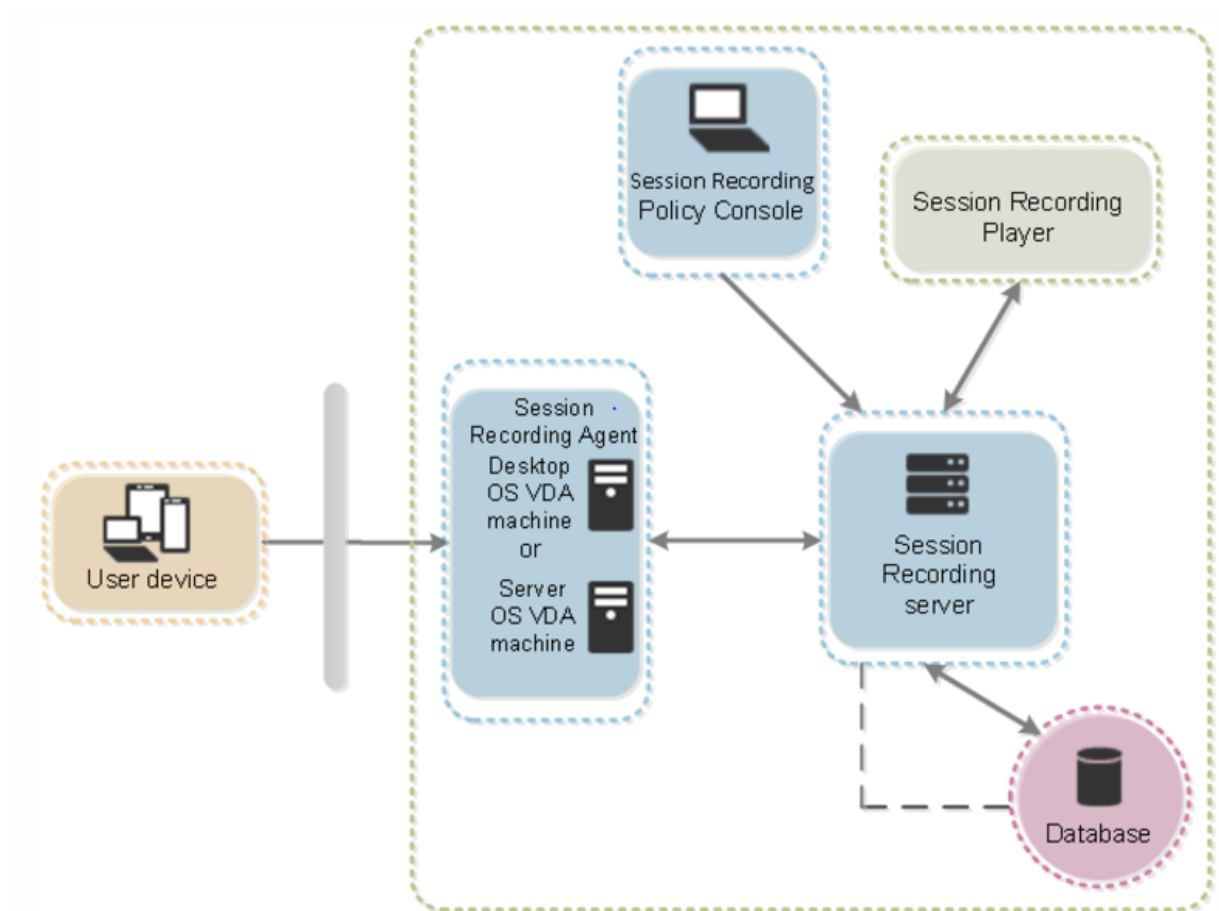 Session Recording
Policy Console
Session Recording
Player
Session
Recording Agent
Desktop
OS VDA
machine
or
Server
OS VDA
machine
User device
Session
Recording
server
Database